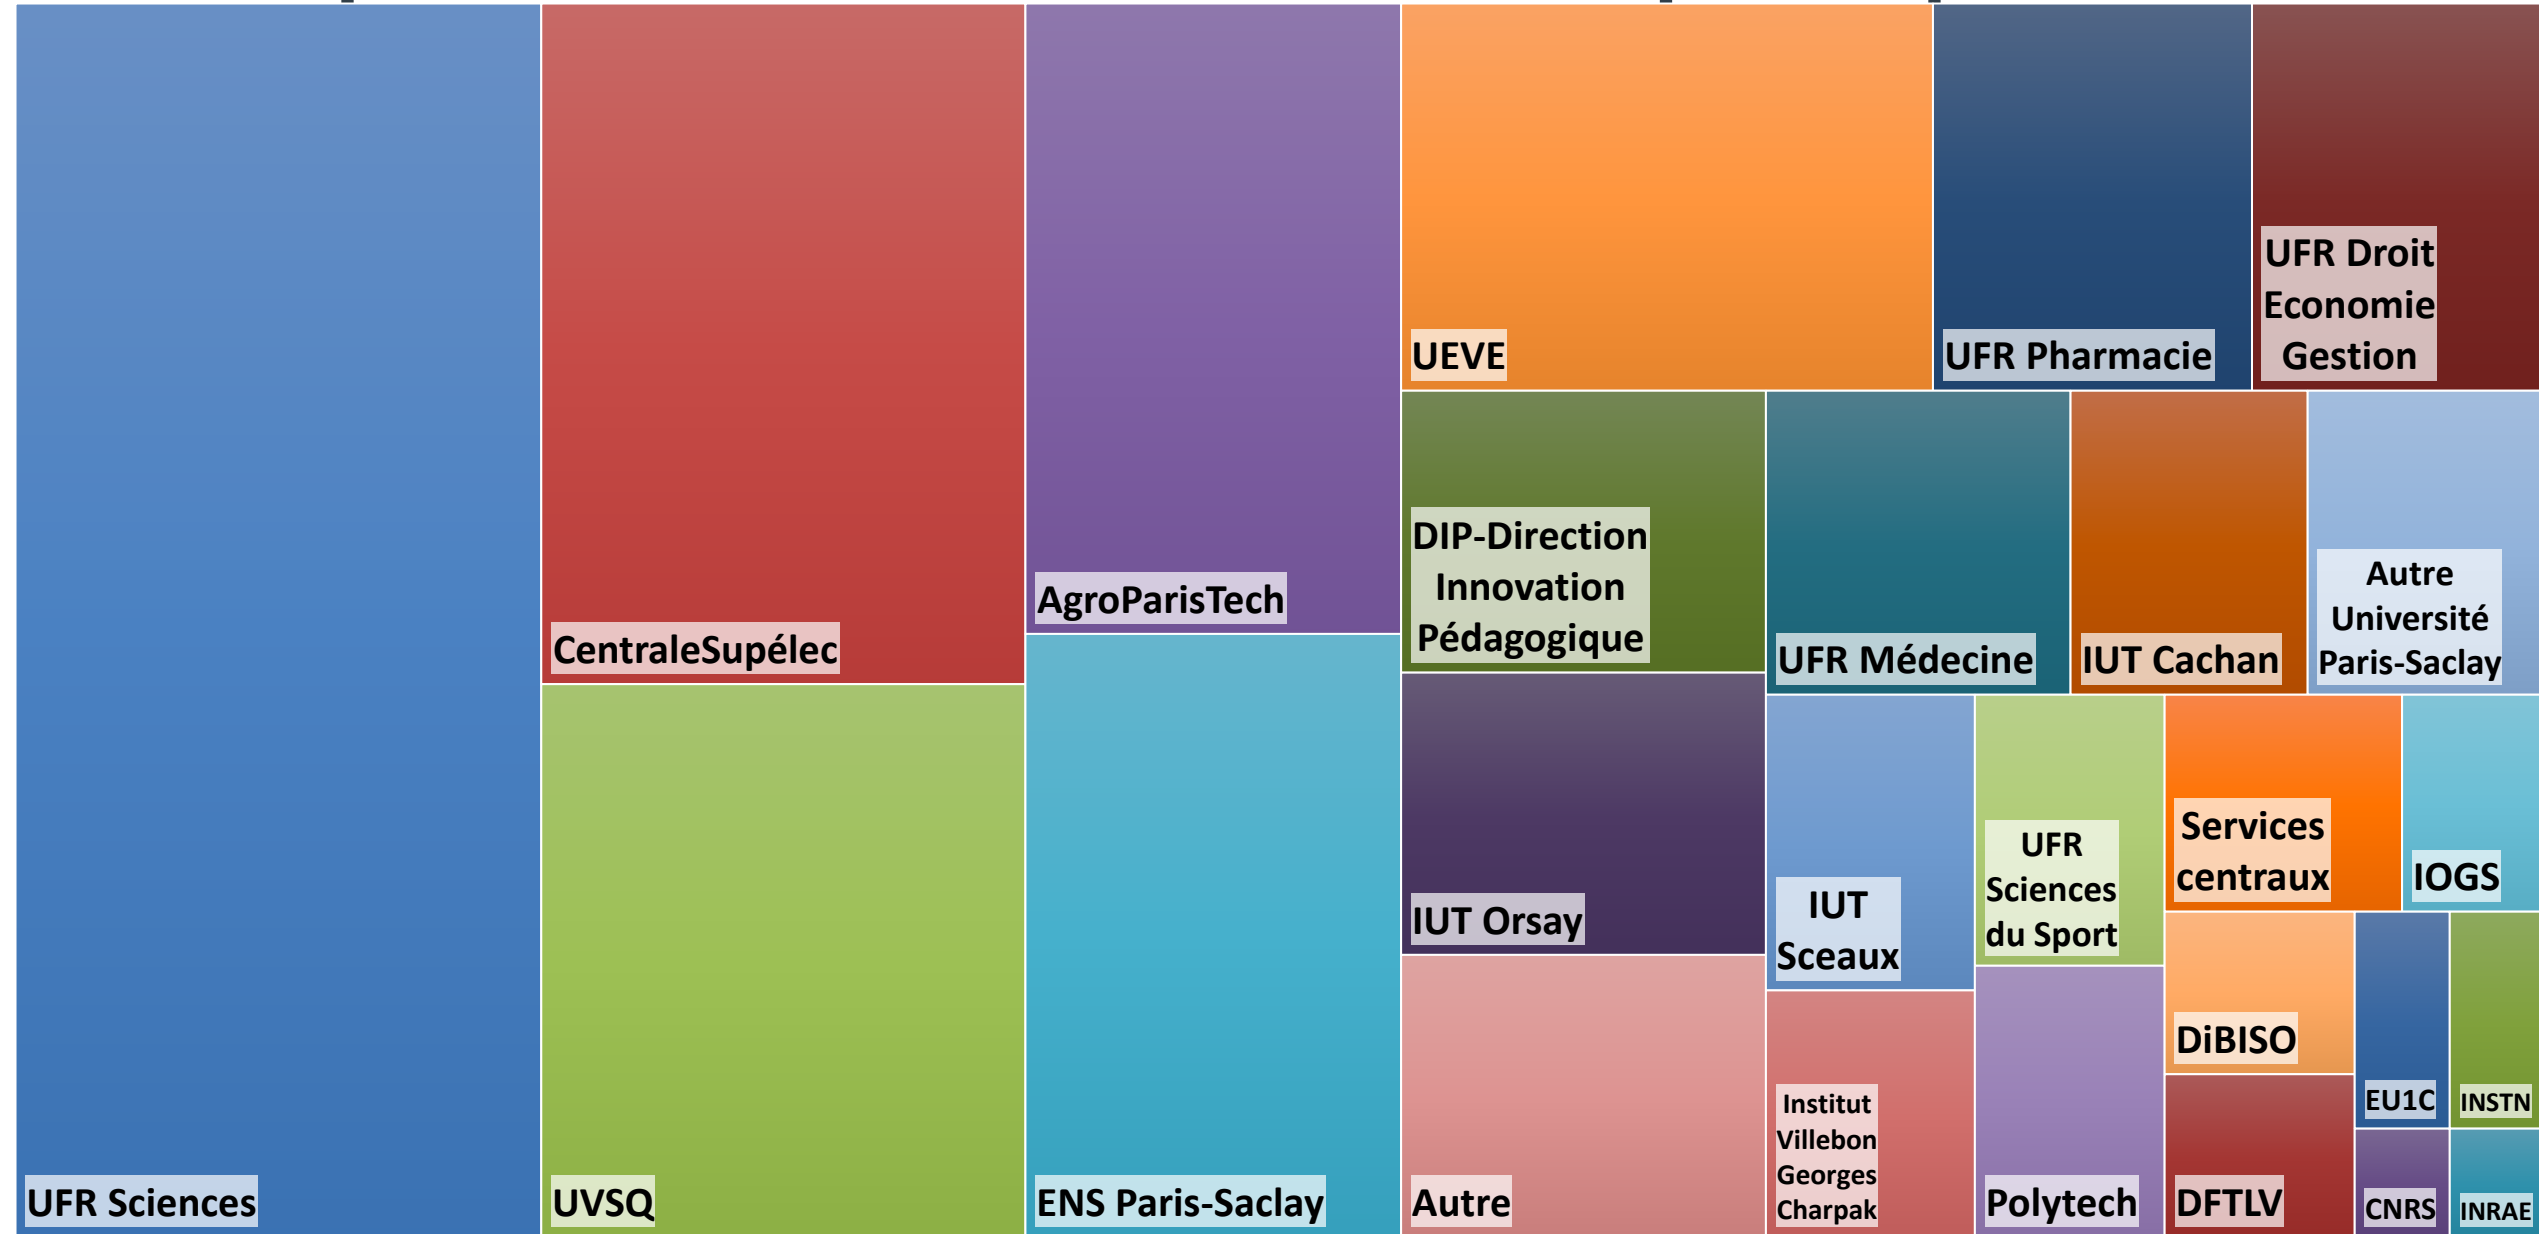 UFR Sciences
CentraleSupélec
UVSQ
AgroParisTech
ENS Paris-Saclay
UEVE
UFR Pharmacie
UFR Droit
Economie
Gestion
DIP-Direction
Innovation
Pédagogique
UFR Médecine
IUT Cachan
Autre
Université
Paris-Saclay
IUT Orsay
Autre
IUT
Sceaux
UFR
Sciences
du Sport
Services
centraux
IOGS
Institut
Villebon
Georges
Charpak
Polytech
DiBISO
DFTLV
EU1C
INSTN
CNRS
INRAE